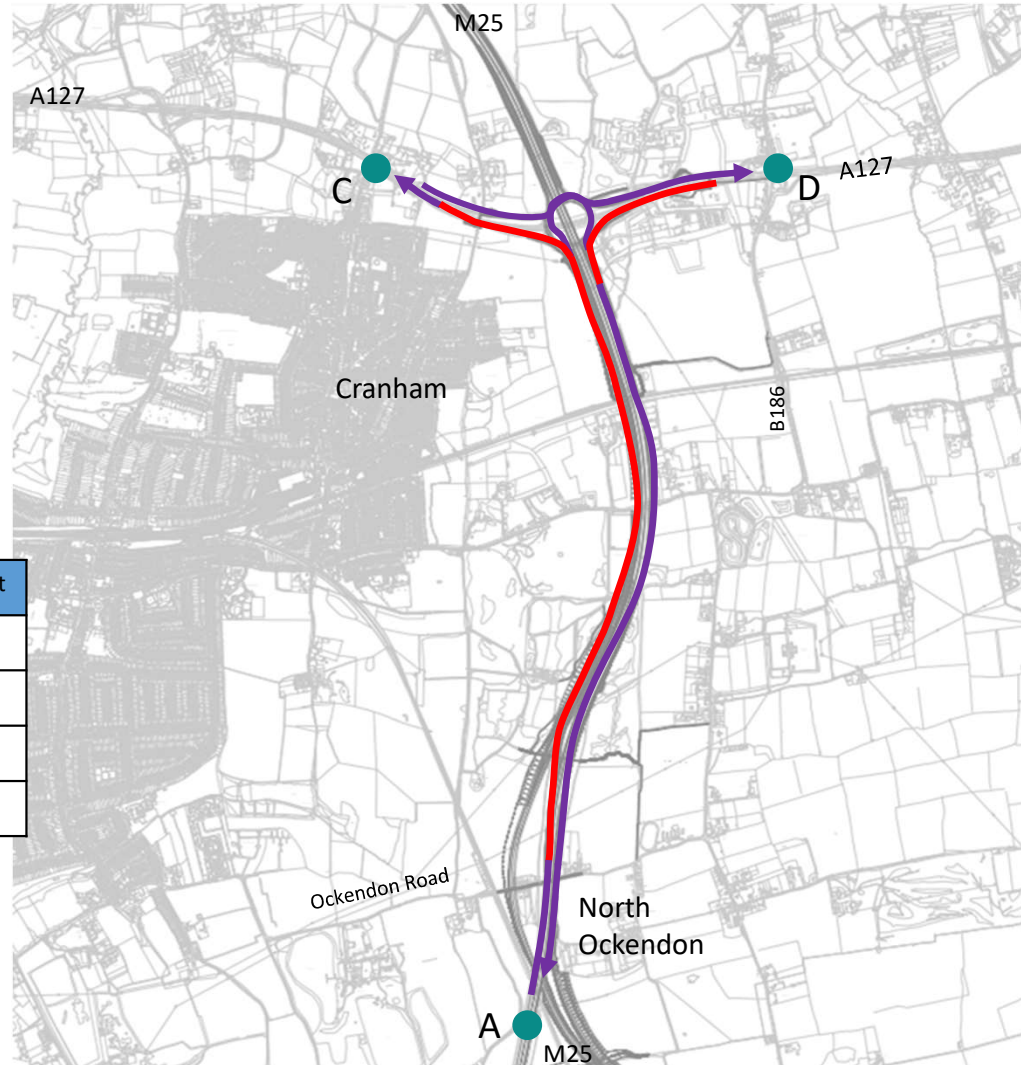 M25
A127
C
D
A127
Cranham
B186
t
Ockendon Road
North
Ockendon
A
M25